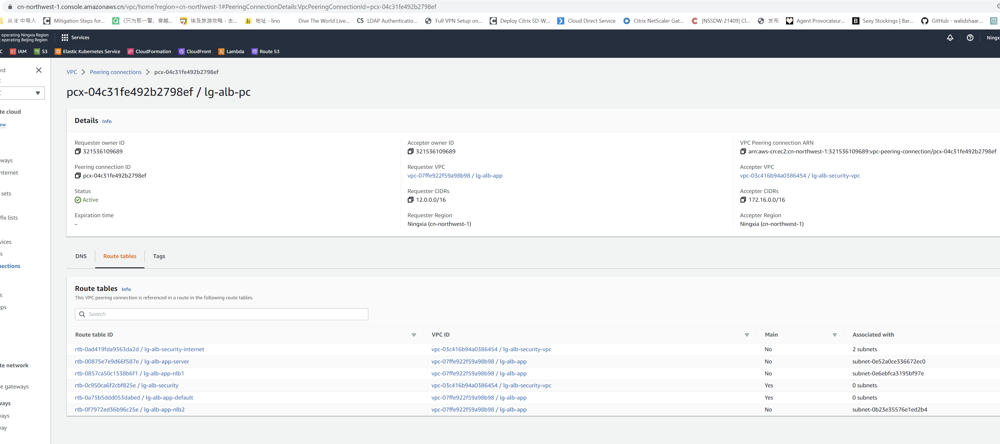 cn-northwest-1.console.amazonaws.cn/vpc/home?region=cn-northwest-1#PeeringConnectionDetails:VpcPeeringConnectionId=pcx-04c31fe492b2798ef
从 IE 中导入 Mitigation Steps for... 《只为那一瞥，穿越... 埃及旅游攻略 - 去... 地址 - lino Dive The World Live... CS LDAP Authenticatio... Full VPN Setup on... Deploy Citrix SD-W... Cloud Direct Service Citrix NetScaler Gat... [NSSDW-21409] Cl... 发布 Agent Provocateur... Sexy Stockings | Bar... GitHub - walidshaar...
operating Ningxia Region
: operating Beijing Region
Services
Ningx
C IAM S3 Elastic Kubernetes Service CloudFormation CloudFront Lambda Route 53
rd
:
te cloud
ew
ways
nternet
sets
fix lists
vices
s
nections
s
ups
te network
te gateways
ways
ways
way
VPC > Peering connections > pcx-04c31fe492b2798ef
pcx-04c31fe492b2798ef / lg-alb-pc
Details Info
Requester owner ID
321536109689
Accepter owner ID
321536109689
VPC Peering connection ARN
arn:aws-cn:ec2:cn-northwest-1:321536109689:vpc-peering-connection/pcx-04c31fe492b2798ef
Peering connection ID
pcx-04c31fe492b2798ef
Requester VPC
vpc-07ffe922f59a98b98 / lg-alb-app
Accepter VPC
vpc-03c416b94a0386454 / lg-alb-security-vpc
Status
Active
Requester CIDRs
12.0.0.0/16
Accepter CIDRs
172.16.0.0/16
Expiration time
–
Requester Region
Ningxia (cn-northwest-1)
Accepter Region
Ningxia (cn-northwest-1)
DNS Route tables Tags
Route tables Info
This VPC peering connection is referenced in a route in the following route tables.
Search
Route table ID VPC ID Main Associated with
rtb-0ad419fda9363da2d / lg-alb-security-internet vpc-03c416b94a0386454 / lg-alb-security-vpc No 2 subnets
rtb-00875e7e9d66f587e / lg-alb-app-server vpc-07ffe922f59a98b98 / lg-alb-app No subnet-0e52a0ce336672ec0
rtb-0857ca50c1538b6f1 / lg-alb-app-nlb1 vpc-07ffe922f59a98b98 / lg-alb-app No subnet-0e6ebfca3195bf97e
rtb-0c950ca6f2cbf825e / lg-alb-security vpc-03c416b94a0386454 / lg-alb-security-vpc Yes 0 subnets
rtb-0a75b5ddd053dabed / lg-alb-app-default vpc-07ffe922f59a98b98 / lg-alb-app Yes 0 subnets
rtb-0f7972ed36b96c25e / lg-alb-app-nlb2 vpc-07ffe922f59a98b98 / lg-alb-app No subnet-0b23e35576e1ed2b4